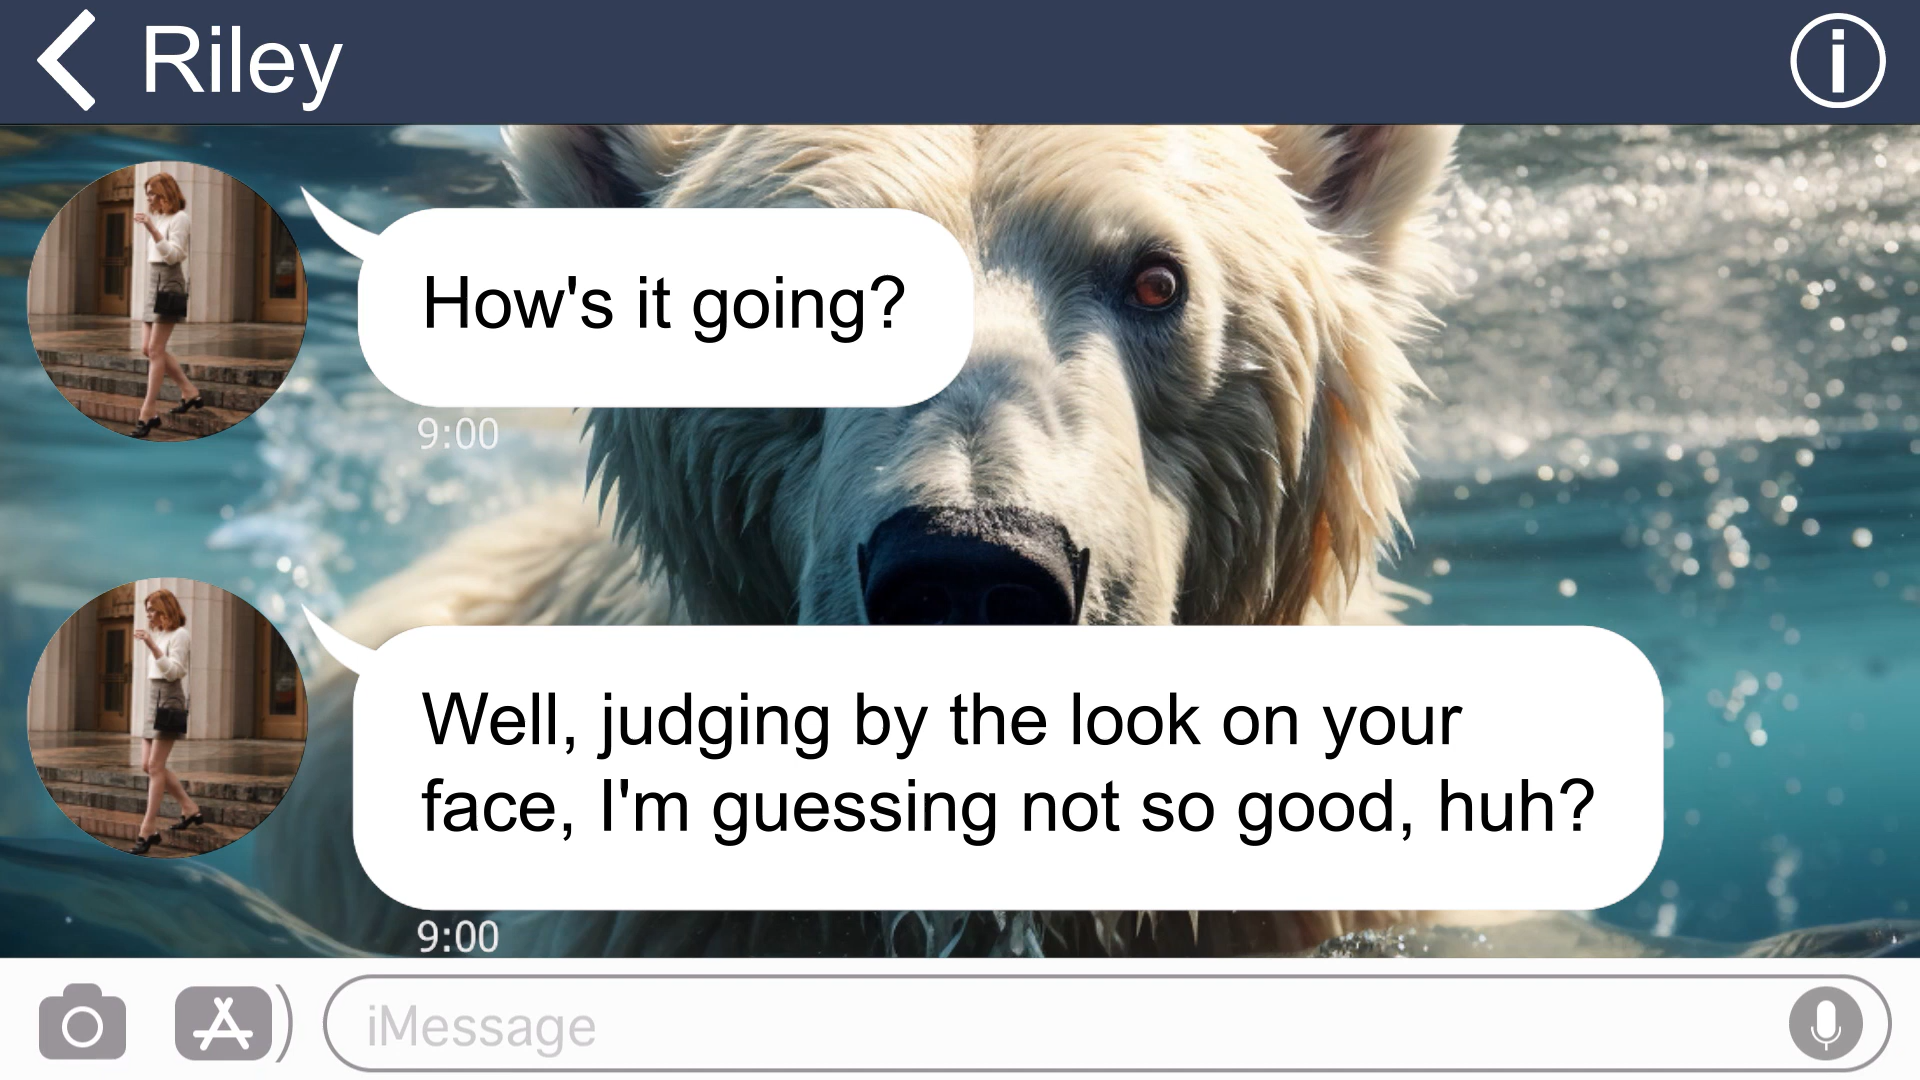 Riley
How's it going?
9:00
Well, judging by the look on your
face, I'm guessing not so good, huh?
9:00
iMessage